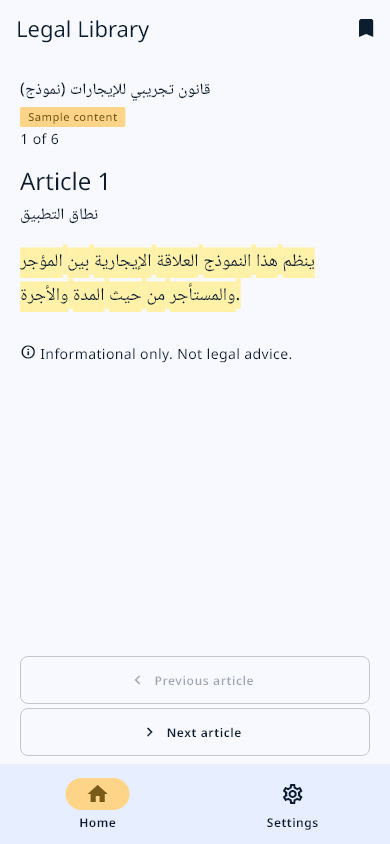 Legal Library
قانون تجريبي للإيجارات (نموذج)
Sample content
1 of 6
Article 1
نطاق التطبيق
ينظم هذا النموذج العلاقة الإيجارية بين المؤجر
والمستأجر من حيث المدة والأجرة.
Informational only. Not legal advice.
Previous article
Next article
Home
Settings